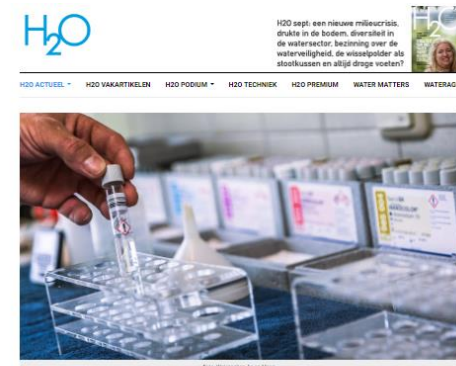 H2O
H2O sept: een nieuwe milieucrisis,
drukte in de bodem, diversiteit in
de watersector, bezinning over de
waterveiligheid, de wisselpolder als
stootkussen en altijd droge voeten?
H2O
H2O ACTUEEL H2O VAKARTIKELEN H2O PODIUM H2O TECHNIEK H2O PREMIUM WATER MATTERS WATERAG